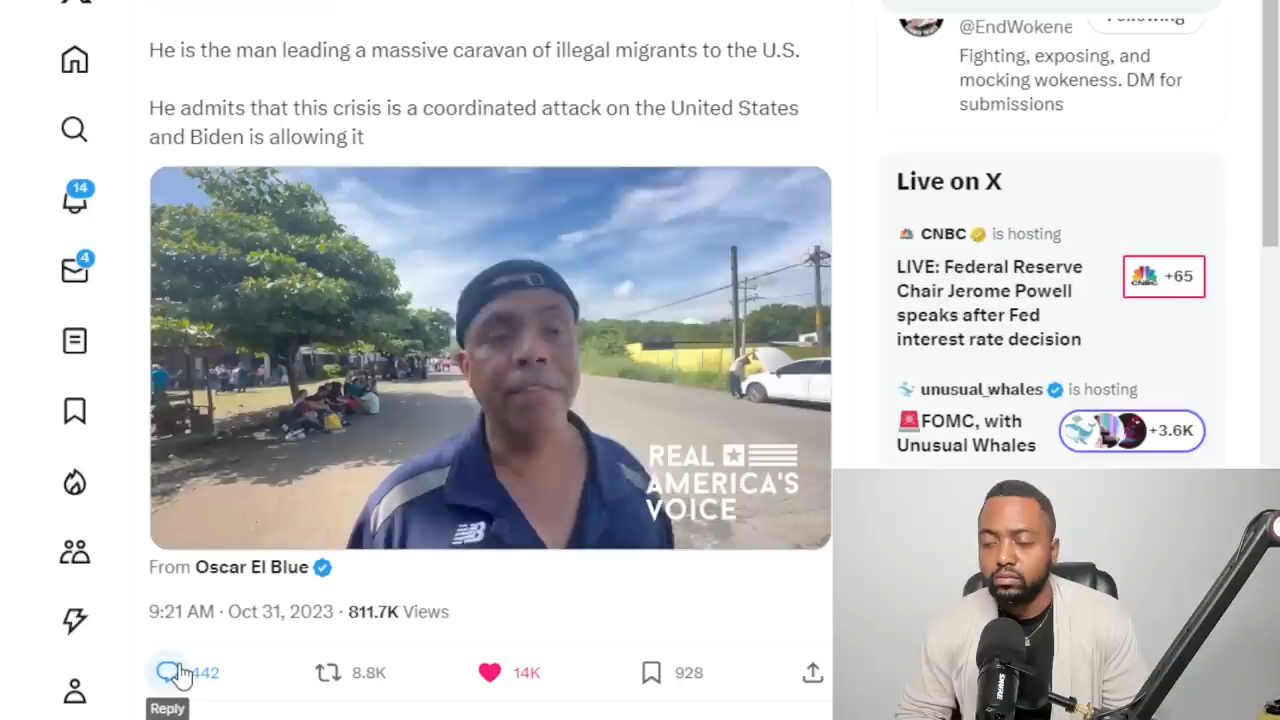 He is the man leading a massive caravan of illegal migrants to the U.S.
He admits that this crisis is a coordinated attack on the United States
and Biden is allowing it
REAL
AMERICA'S
VOICE
From Oscar El Blue
9:21 AM · Oct 31, 2023 · 811.7K Views
442
8.8K
14K
928
Reply
14
4
@EndWokene
Following
Fighting, exposing, and
mocking wokeness. DM for
submissions
Live on X
CNBC is hosting
LIVE: Federal Reserve
Chair Jerome Powell
speaks after Fed
interest rate decision
CNBC
+65
unusual_whales is hosting
🚨FOMC, with
Unusual Whales
+3.6K
SHURE